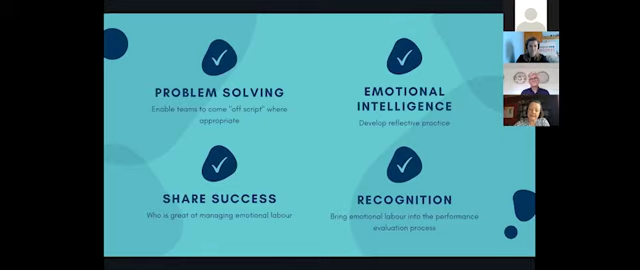 PROBLEM SOLVING
Enable teams to come "off script" where
appropriate
EMOTIONAL
INTELLIGENCE
Develop reflective practice
SHARE SUCCESS
Who is great at managing emotional labour
RECOGNITION
Bring emotional labour into the performance
evaluation process